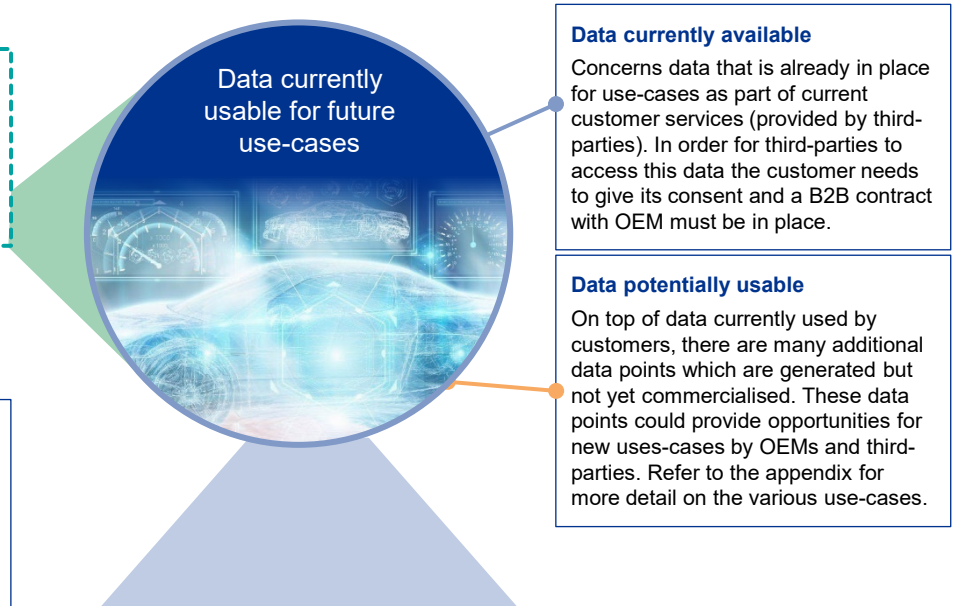 Data currently
usable for future
use-cases
Data currently available
Concerns data that is already in place
for use-cases as part of current
customer services (provided by third-
parties). In order for third-parties to
access this data the customer needs
to give its consent and a B2B contract
with OEM must be in place.
Data potentially usable
On top of data currently used by
customers, there are many additional
data points which are generated but
not yet commercialised. These data
points could provide opportunities for
new uses-cases by OEMs and third-
parties. Refer to the appendix for
more detail on the various use-cases.